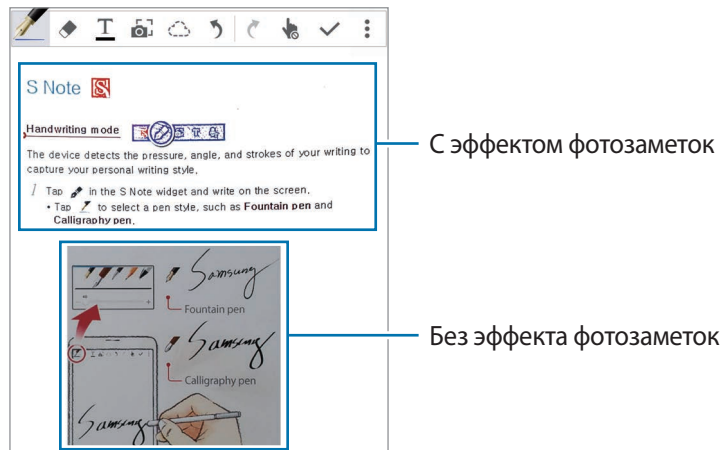 T
S Note S
С эффектом фотозаметок
Handwriting mode
The device detects the pressure, angle, and strokes of your writing to
capture your personal writing style.
1 Tap in the S Note widget and write on the screen.
• Tap to select a pen style, such as Fountain pen and
Calligraphy pen.
Samsung
Fountain pen
Без эффекта фотозаметок
Samsung
Calligraphy pen
Samsung